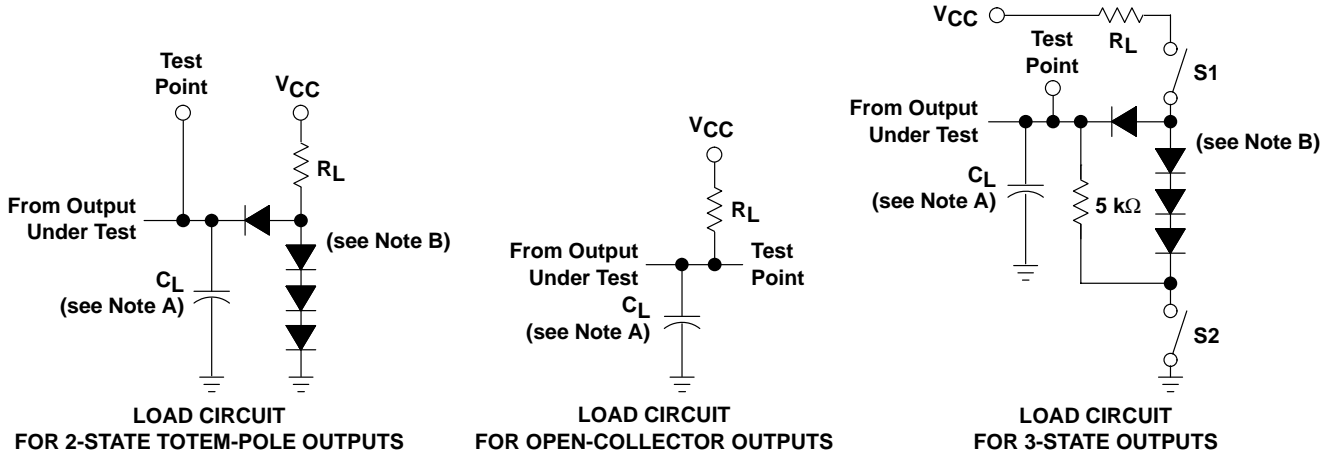 Test
Point
VCC
RL
From Output
Under Test
(see Note B)
CL
(see Note A)
LOAD CIRCUIT
FOR 2-STATE TOTEM-POLE OUTPUTS
VCC
RL
From Output
Under Test
Test
Point
CL
(see Note A)
LOAD CIRCUIT
FOR OPEN-COLLECTOR OUTPUTS
VCC
RL
Test
Point
S1
From Output
Under Test
(see Note B)
CL
(see Note A)
5 kΩ
S2
LOAD CIRCUIT
FOR 3-STATE OUTPUTS